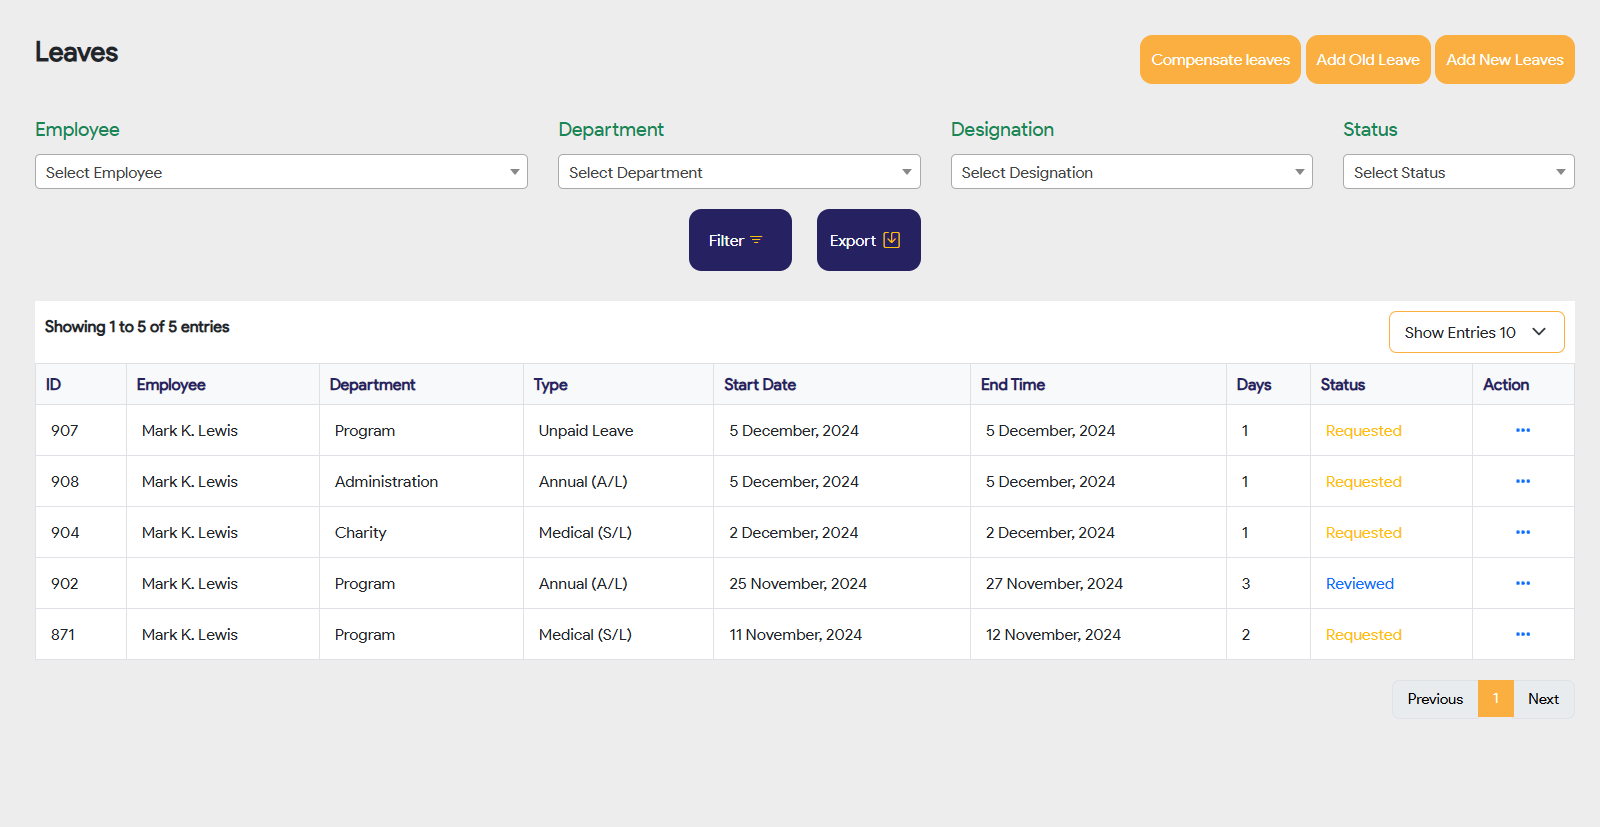 Leaves
Compensate leaves Add Old Leave Add New Leaves
Employee Department Designation Status
Select Employee Select Department Select Designation Select Status
Filter Export
Showing 1 to 5 of 5 entries
Show Entries 10
ID Employee Department Type Start Date End Time Days Status Action
907 Mark K. Lewis Program Unpaid Leave 5 December, 2024 5 December, 2024 1 Requested ...
908 Mark K. Lewis Administration Annual (A/L) 5 December, 2024 5 December, 2024 1 Requested ...
904 Mark K. Lewis Charity Medical (S/L) 2 December, 2024 2 December, 2024 1 Requested ...
902 Mark K. Lewis Program Annual (A/L) 25 November, 2024 27 November, 2024 3 Reviewed ...
871 Mark K. Lewis Program Medical (S/L) 11 November, 2024 12 November, 2024 2 Requested ...
Previous 1 Next